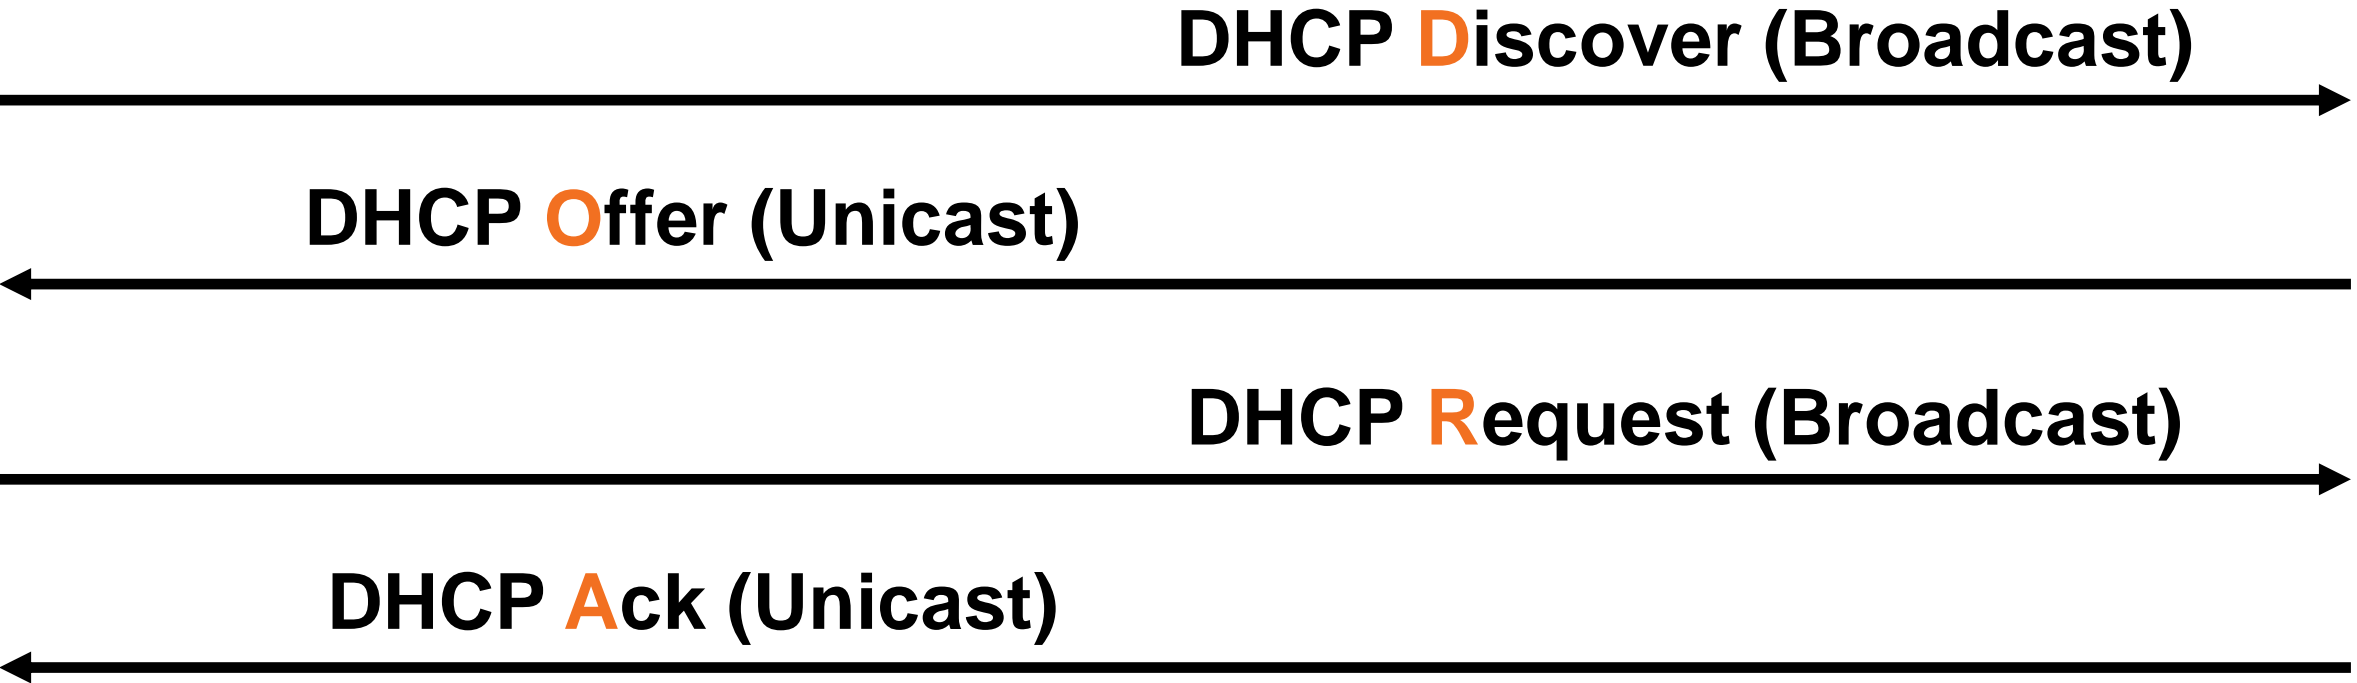 DHCP Discover (Broadcast)
DHCP Offer (Unicast)
DHCP Request (Broadcast)
DHCP Ack (Unicast)